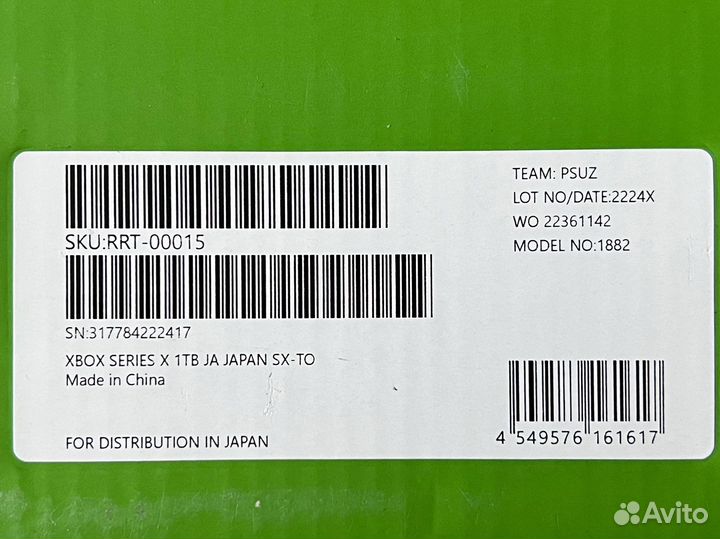 SKU:RRT-00015
SN:317784222417
XBOX SERIES X 1TB JA JAPAN SX-TO
Made in China
FOR DISTRIBUTION IN JAPAN
TEAM: PSUZ
LOT NO/DATE:2224X
WO 22361142
MODEL NO:1882
4 549576 161617
Avito